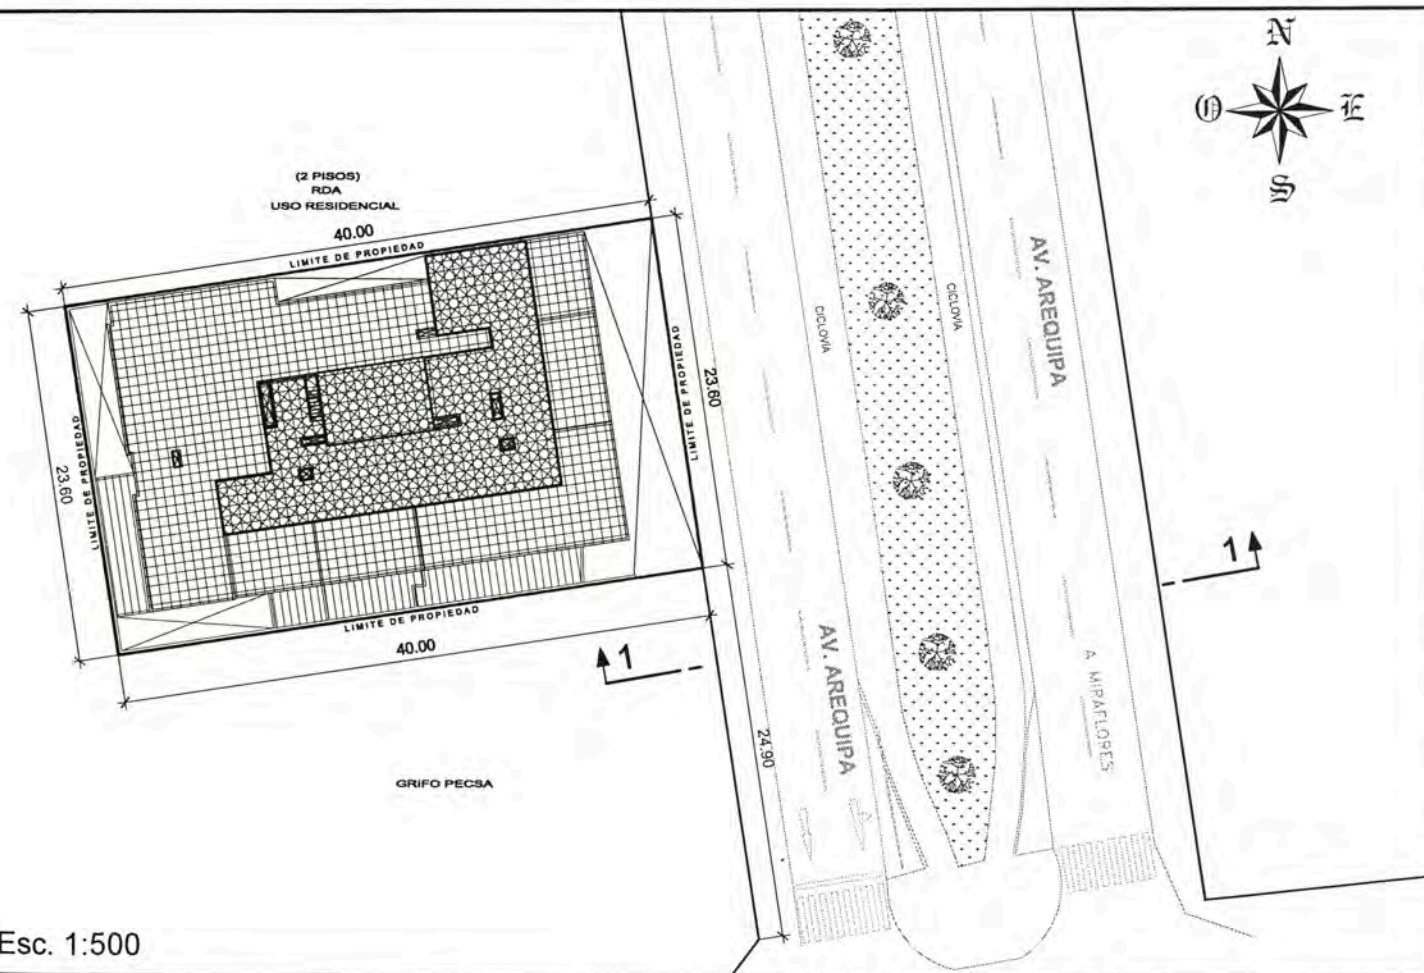 N
O
E
S
(2 PISOS)
RDA
USO RESIDENCIAL
40.00
LIMITE DE PROPIEDAD
23.60
LIMITE DE PROPIEDAD
LIMITE DE PROPIEDAD
23.60
LIMITE DE PROPIEDAD
40.00
CICLOVIA
CICLOVIA
AV. AREQUIPA
1
1
AV. AREQUIPA
A MIRAFLORES
24.90
GRIFO PECSA
Esc. 1:500